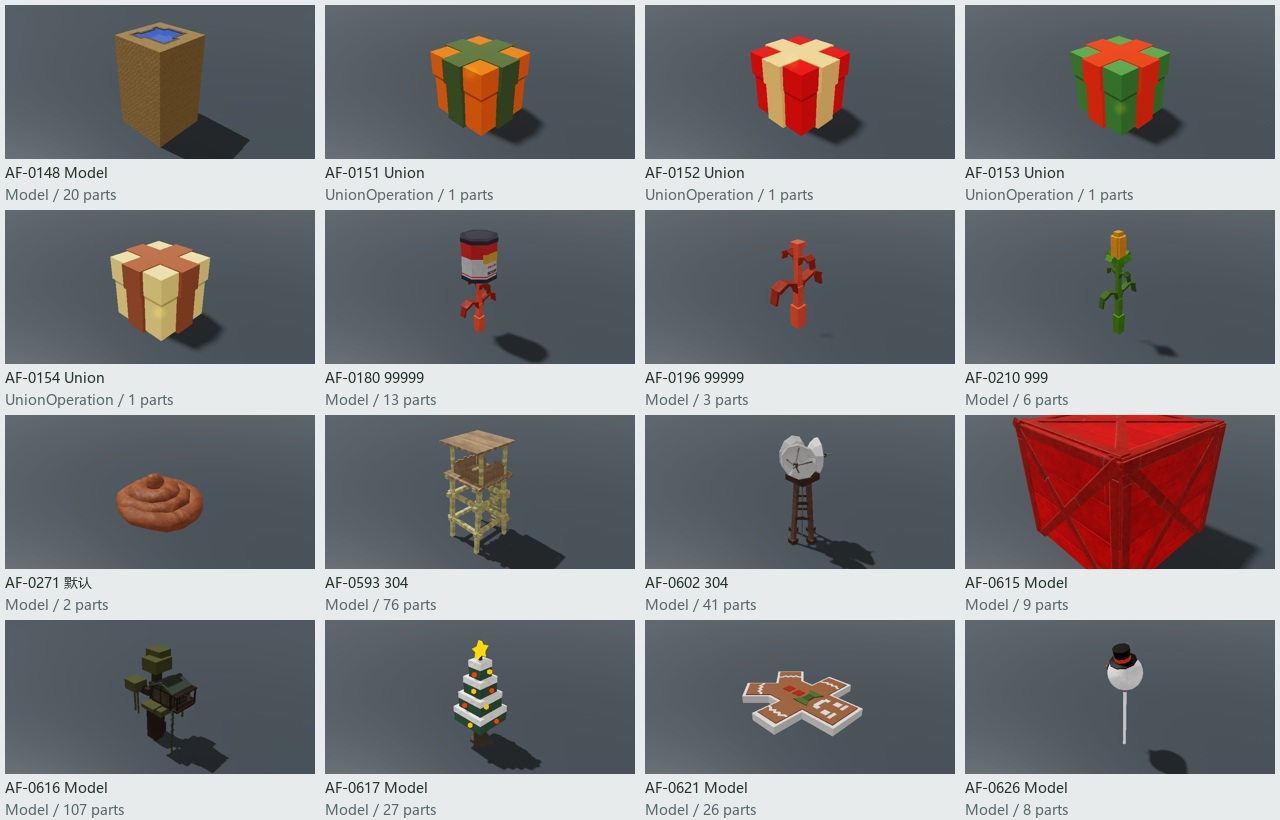 AF-0148 Model
Model / 20 parts
AF-0151 Union
UnionOperation / 1 parts
AF-0152 Union
UnionOperation / 1 parts
AF-0153 Union
UnionOperation / 1 parts
AF-0154 Union
UnionOperation / 1 parts
AF-0180 99999
Model / 13 parts
AF-0196 99999
Model / 3 parts
AF-0210 999
Model / 6 parts
AF-0271 默认
Model / 2 parts
AF-0593 304
Model / 76 parts
AF-0602 304
Model / 41 parts
AF-0615 Model
Model / 9 parts
AF-0616 Model
Model / 107 parts
AF-0617 Model
Model / 27 parts
AF-0621 Model
Model / 26 parts
AF-0626 Model
Model / 8 parts